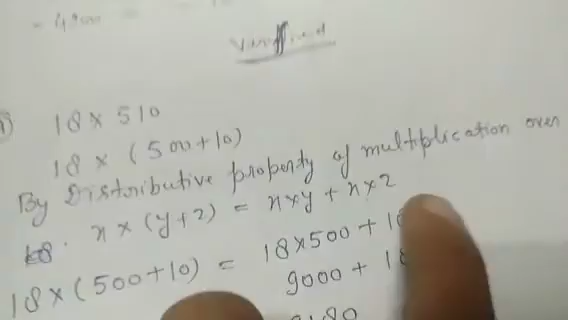 Verified
18 × 510
18 × (500+10)
By Distributive property of multiplication over
x × (y+z) = x×y + x×z
18×(500+10) = 18×500 + 1
9000 + 18